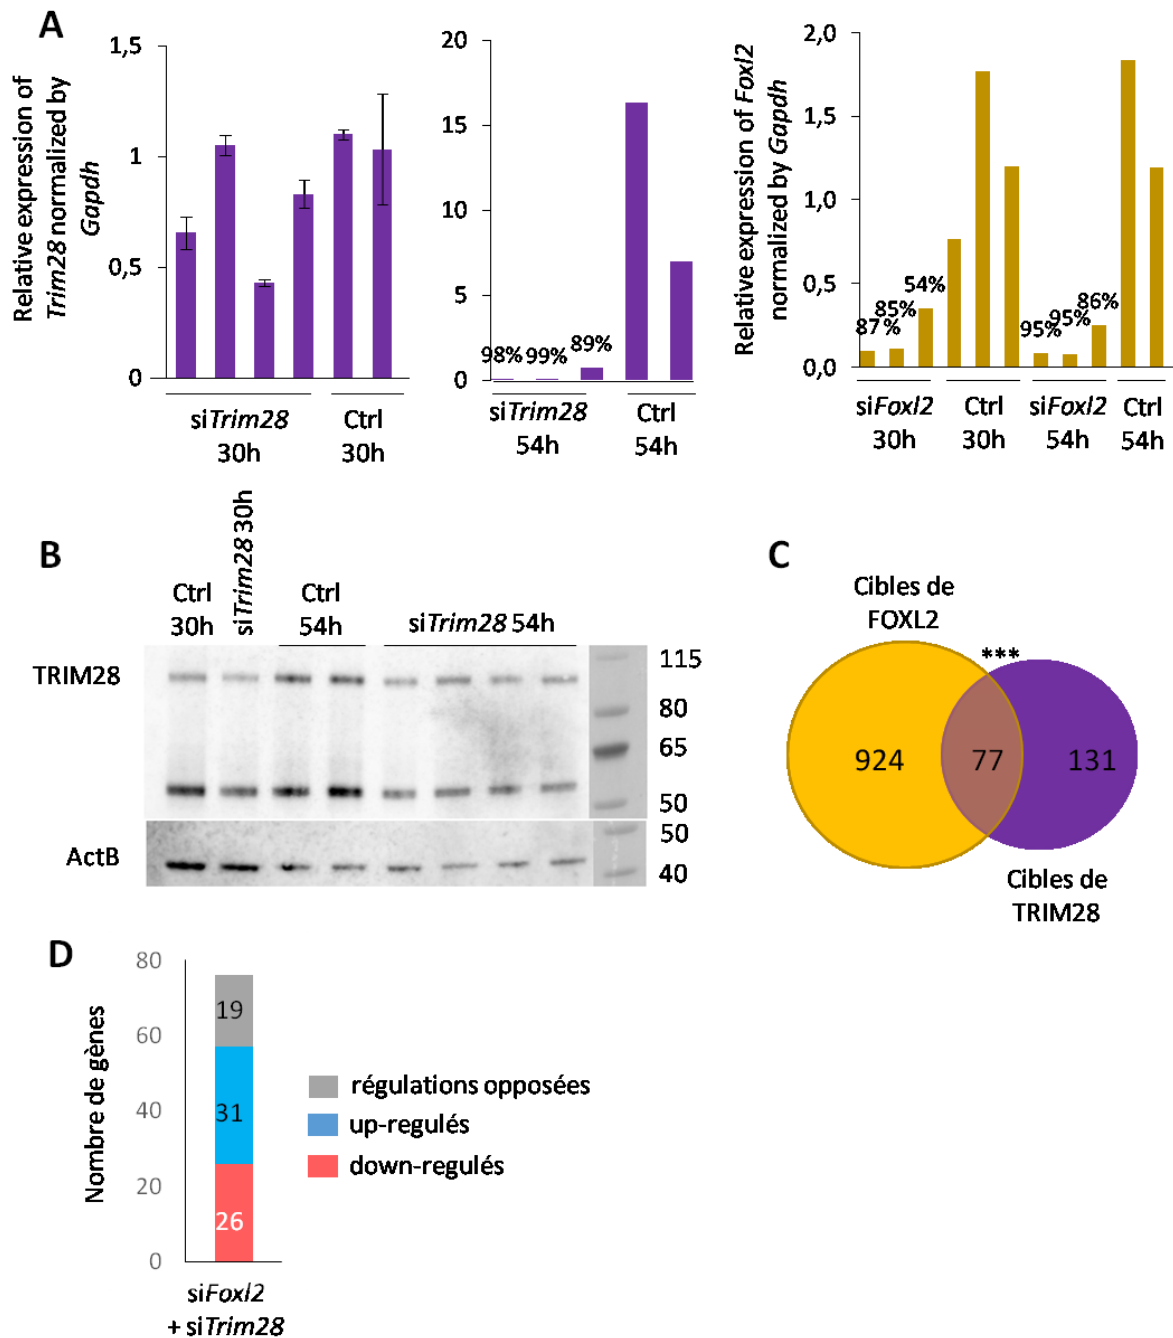 A
Relative expression of
Trim28 normalized by
Gapdh
1,5
1
0,5
0
siTrim28
30h
Ctrl
30h
20
15
10
5
0
98%
99%
89%
siTrim28
54h
Ctrl
54h
Relative expression of Foxl2
normalized by Gapdh
2,0
1,0
0,0
1,0
0,0
87%
85%
54%
95%
95%
86%
siFoxl2
30h
Ctrl
30h
siFoxl2
54h
Ctrl
54h
B
Ctrl
30h
siTrim28 30h
Ctrl
54h
siTrim28 54h
TRIM28
115
80
65
50
ActB
50
40
C
Cibles de
FOXL2
***
924
77
131
Cibles de
TRIM28
D
Nombre de gènes
80
60
40
20
0
19
31
26
siFoxl2
+ siTrim28
régulations opposées
up-regulés
down-regulés